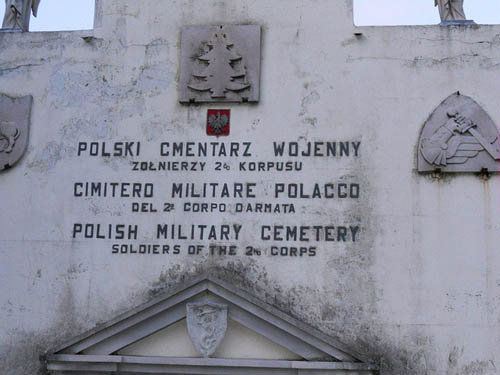 POLSKI CMENTARZ WOJENNY
ŻOŁNIERZY 2GO KORPUSU
CIMITERO MILITARE POLACCO
DEL 2º CORPO D'ARMATA
POLISH MILITARY CEMETERY
SOLDIERS OF THE 2ND CORPS